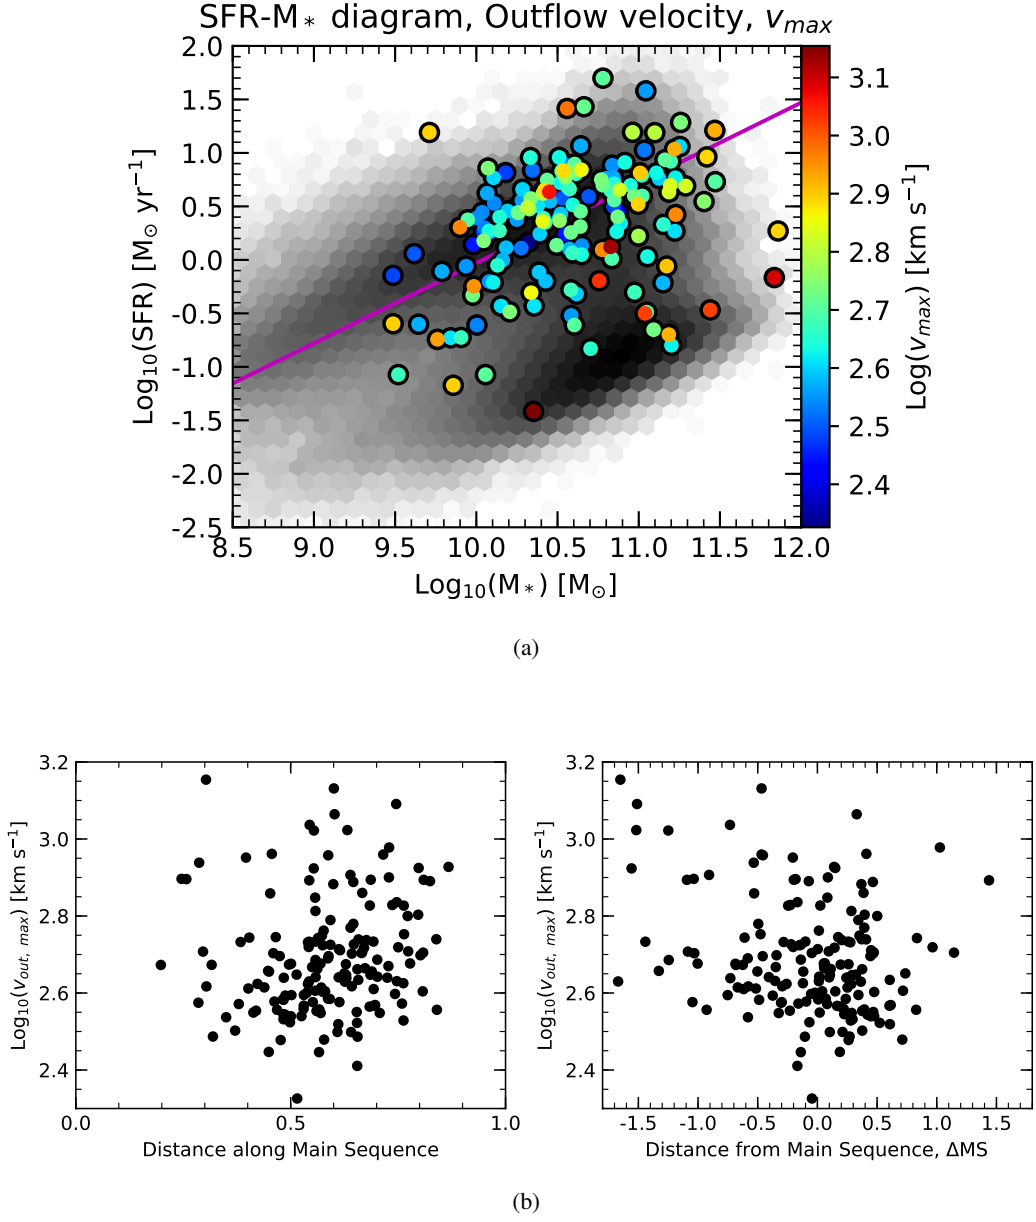 SFR-M∗ diagram, Outflow velocity, v_max
2.0
1.5
1.0
0.5
0.0
-0.5
-1.0
-1.5
-2.0
-2.5
Log₁₀(SFR) [M⊙ yr⁻¹]
8.5 9.0 9.5 10.0 10.5 11.0 11.5 12.0
Log₁₀(M∗) [M⊙]
3.1
3.0
2.9
2.8
2.7
2.6
2.5
2.4
Log(v_max) [km s⁻¹]
(a)
3.2
3.0
2.8
2.6
2.4
Log₁₀(v_out, max) [km s⁻¹]
0.0 0.5 1.0
Distance along Main Sequence
3.2
3.0
2.8
2.6
2.4
Log₁₀(v_out, max) [km s⁻¹]
-1.5 -1.0 -0.5 0.0 0.5 1.0 1.5
Distance from Main Sequence, ΔMS
(b)